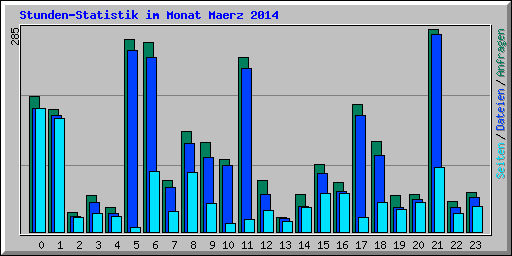 Stunden-Statistik im Monat Maerz 2014
285
Seiten/Dateien/Anfragen
0 1 2 3 4 5 6 7 8 9 10 11 12 13 14 15 16 17 18 19 20 21 22 23